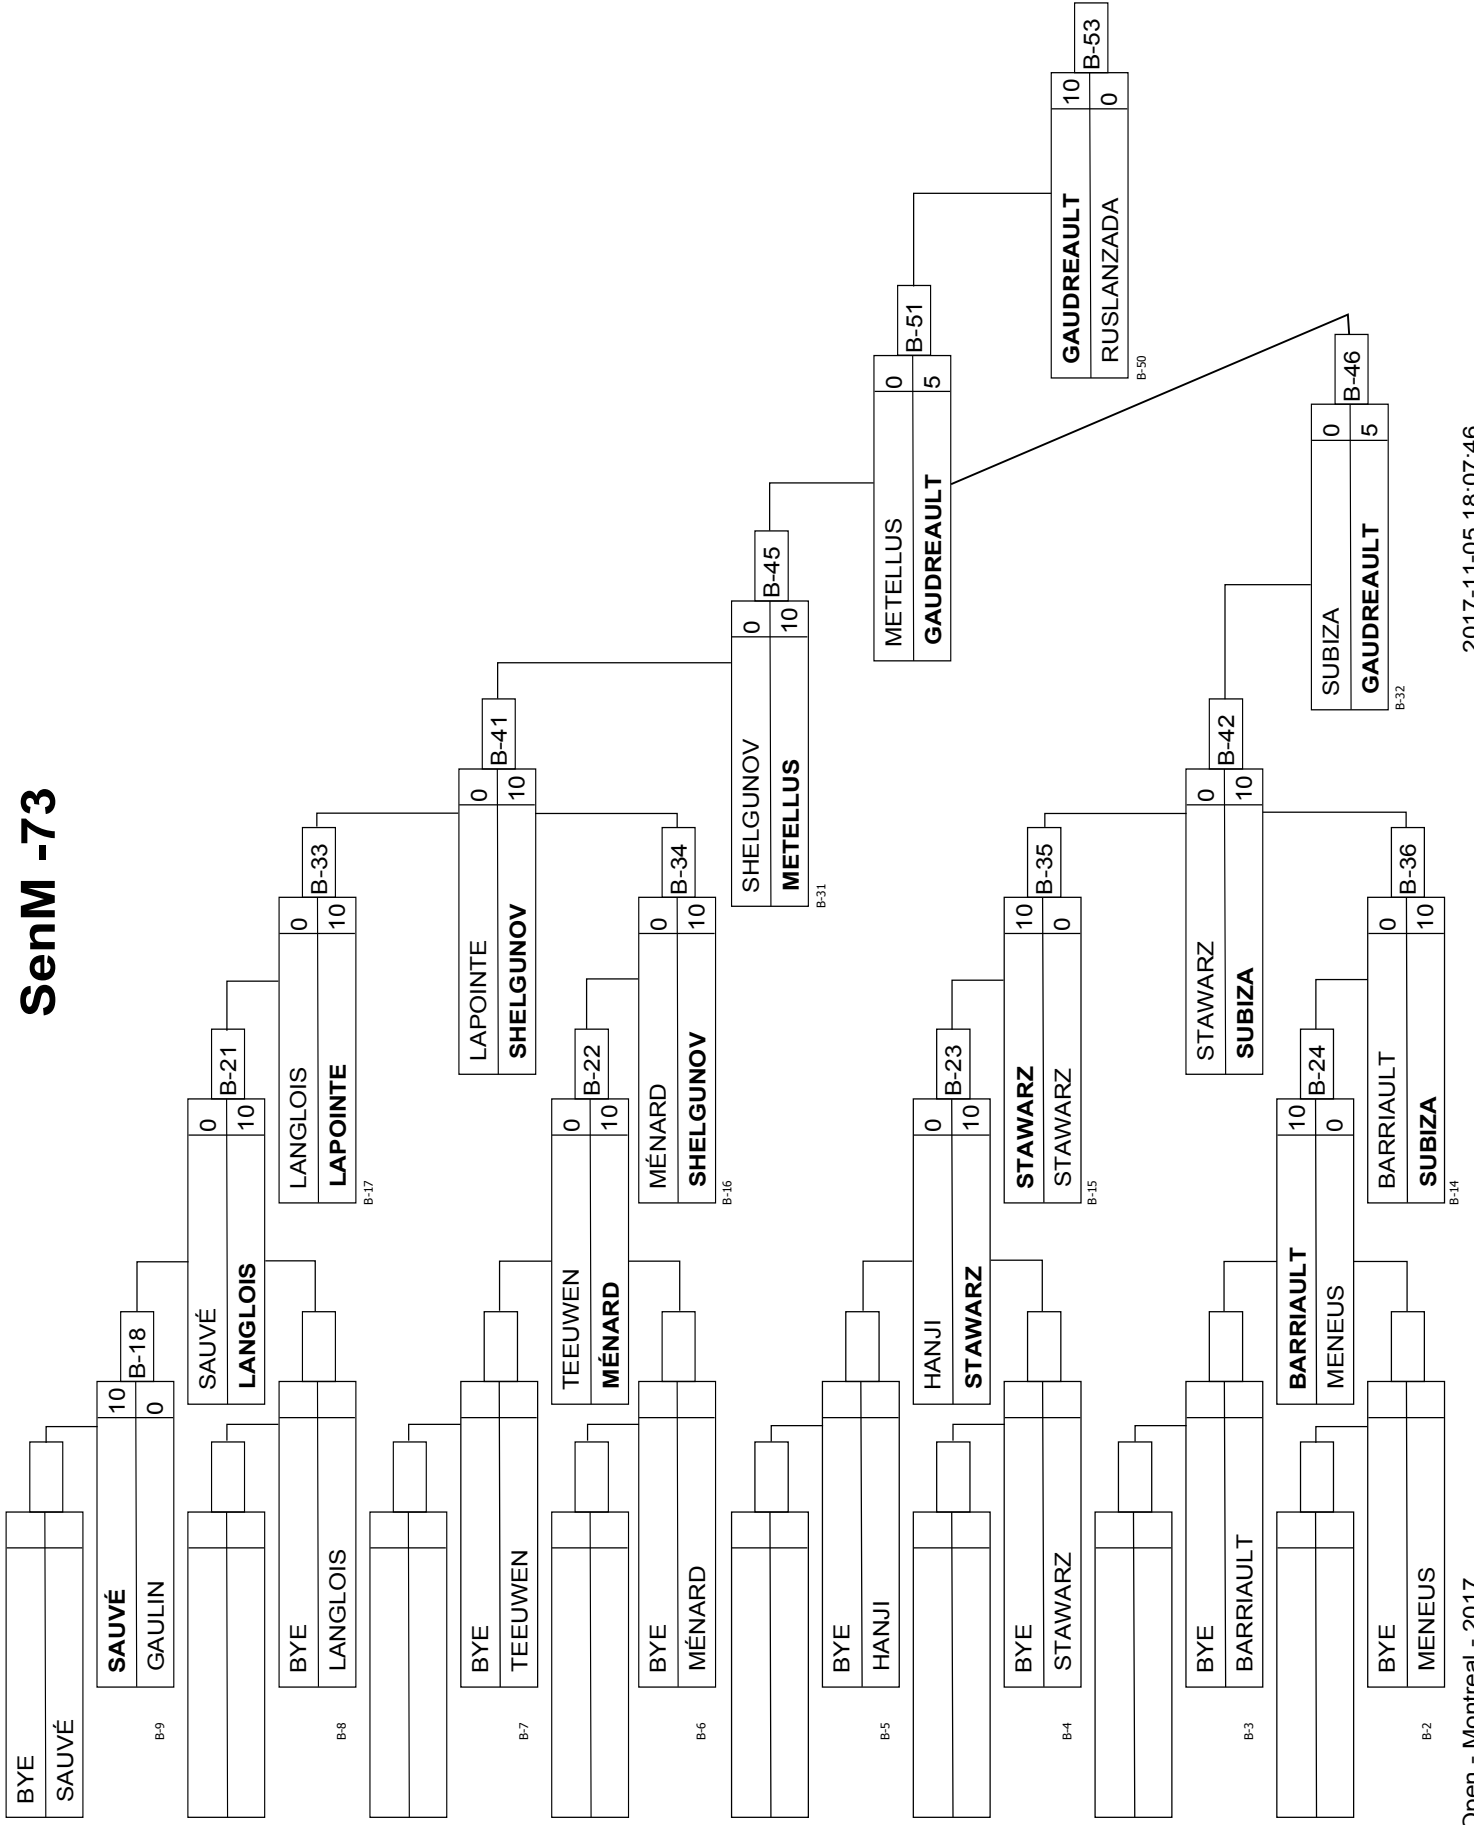 SenM -73
BYE
SAUVÉ
SAUVÉ 10
GAULIN 0
B-18
B-9
SAUVÉ 0
LANGLOIS 10
B-21
BYE
LANGLOIS
B-8
LANGLOIS 0
LAPOINTE 10
B-33
B-17
BYE
TEEUWEN
B-7
LAPOINTE 0
SHELGUNOV 10
B-41
TEEUWEN 0
MÉNARD 10
B-22
BYE
MÉNARD
B-6
MÉNARD 0
SHELGUNOV 10
B-34
B-16
SHELGUNOV 0
METELLUS 10
B-45
B-31
BYE
HANJI
B-5
METELLUS 0
GAUDREAULT 5
B-51
HANJI 0
STAWARZ 10
B-23
BYE
STAWARZ
B-4
STAWARZ 10
STAWARZ 0
B-35
B-15
GAUDREAULT 10
RUSLANZADA 0
B-53
B-50
BYE
BARRIAULT
B-3
STAWARZ 0
SUBIZA 10
B-42
BARRIAULT 10
MENEUS 0
B-24
BYE
MENEUS
B-2
BARRIAULT 0
SUBIZA 10
B-36
B-14
SUBIZA 0
GAUDREAULT 5
B-46
B-32
Open - Montreal - 2017
2017-11-05 18:07:46